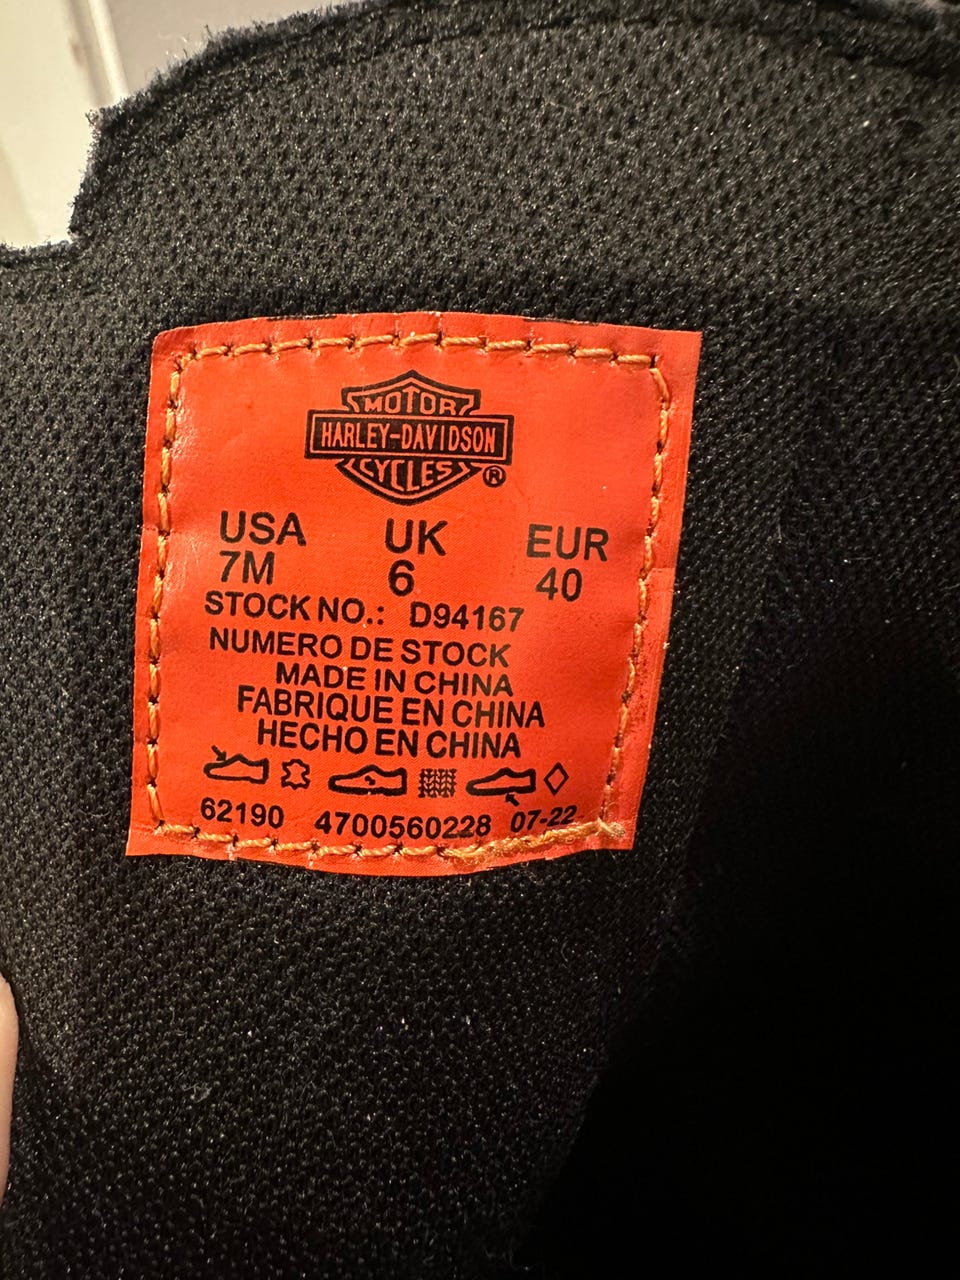 MOTOR
HARLEY-DAVIDSON
CYCLES ®
USA UK EUR
7M 6 40
STOCK NO.: D94167
NUMERO DE STOCK
MADE IN CHINA
FABRIQUE EN CHINA
HECHO EN CHINA
62190 4700560228 07-22